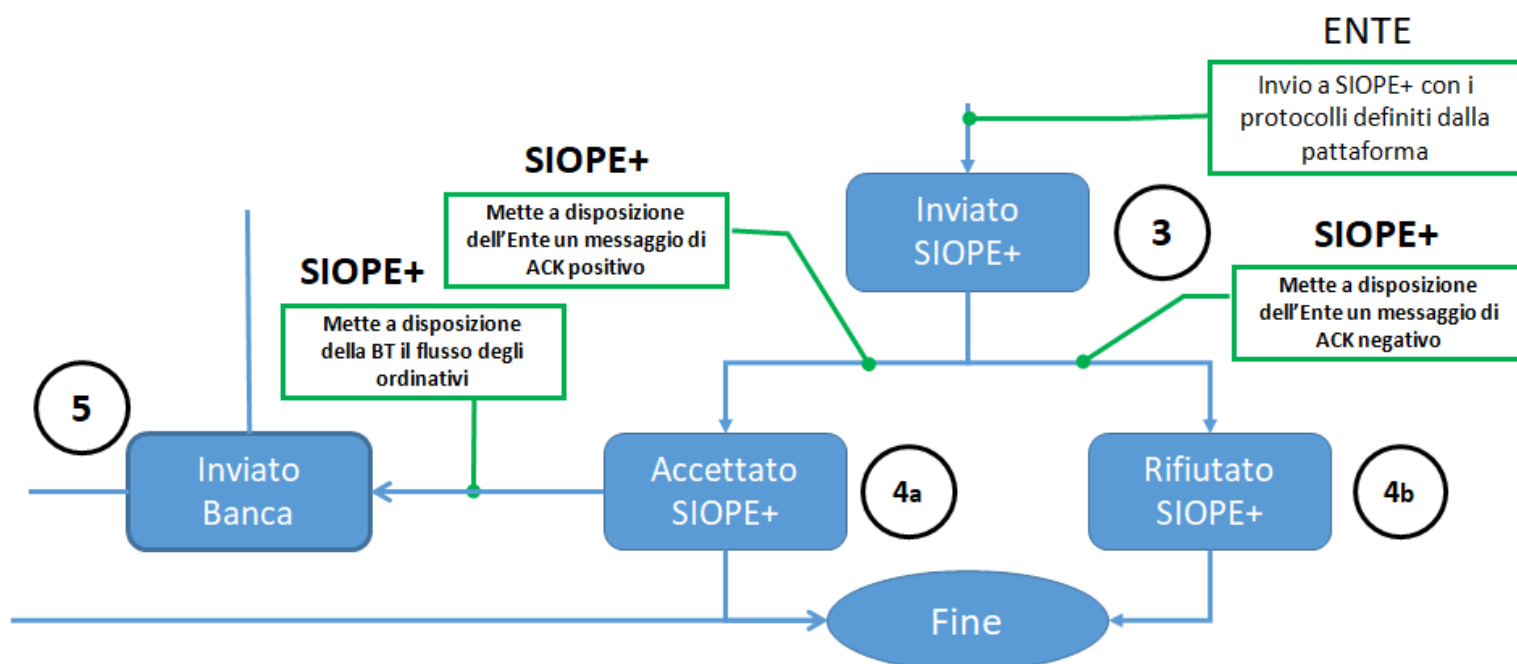 ENTE
Invio a SIOPE+ con i
protocolli definiti dalla
pattaforma
SIOPE+
Mette a disposizione
dell'Ente un messaggio di
ACK positivo
Inviato
SIOPE+
3
SIOPE+
Mette a disposizione
dell'Ente un messaggio di
ACK negativo
SIOPE+
Mette a disposizione
della BT il flusso degli
ordinativi
5
Inviato
Banca
Accettato
SIOPE+
4a
Rifiutato
SIOPE+
4b
Fine